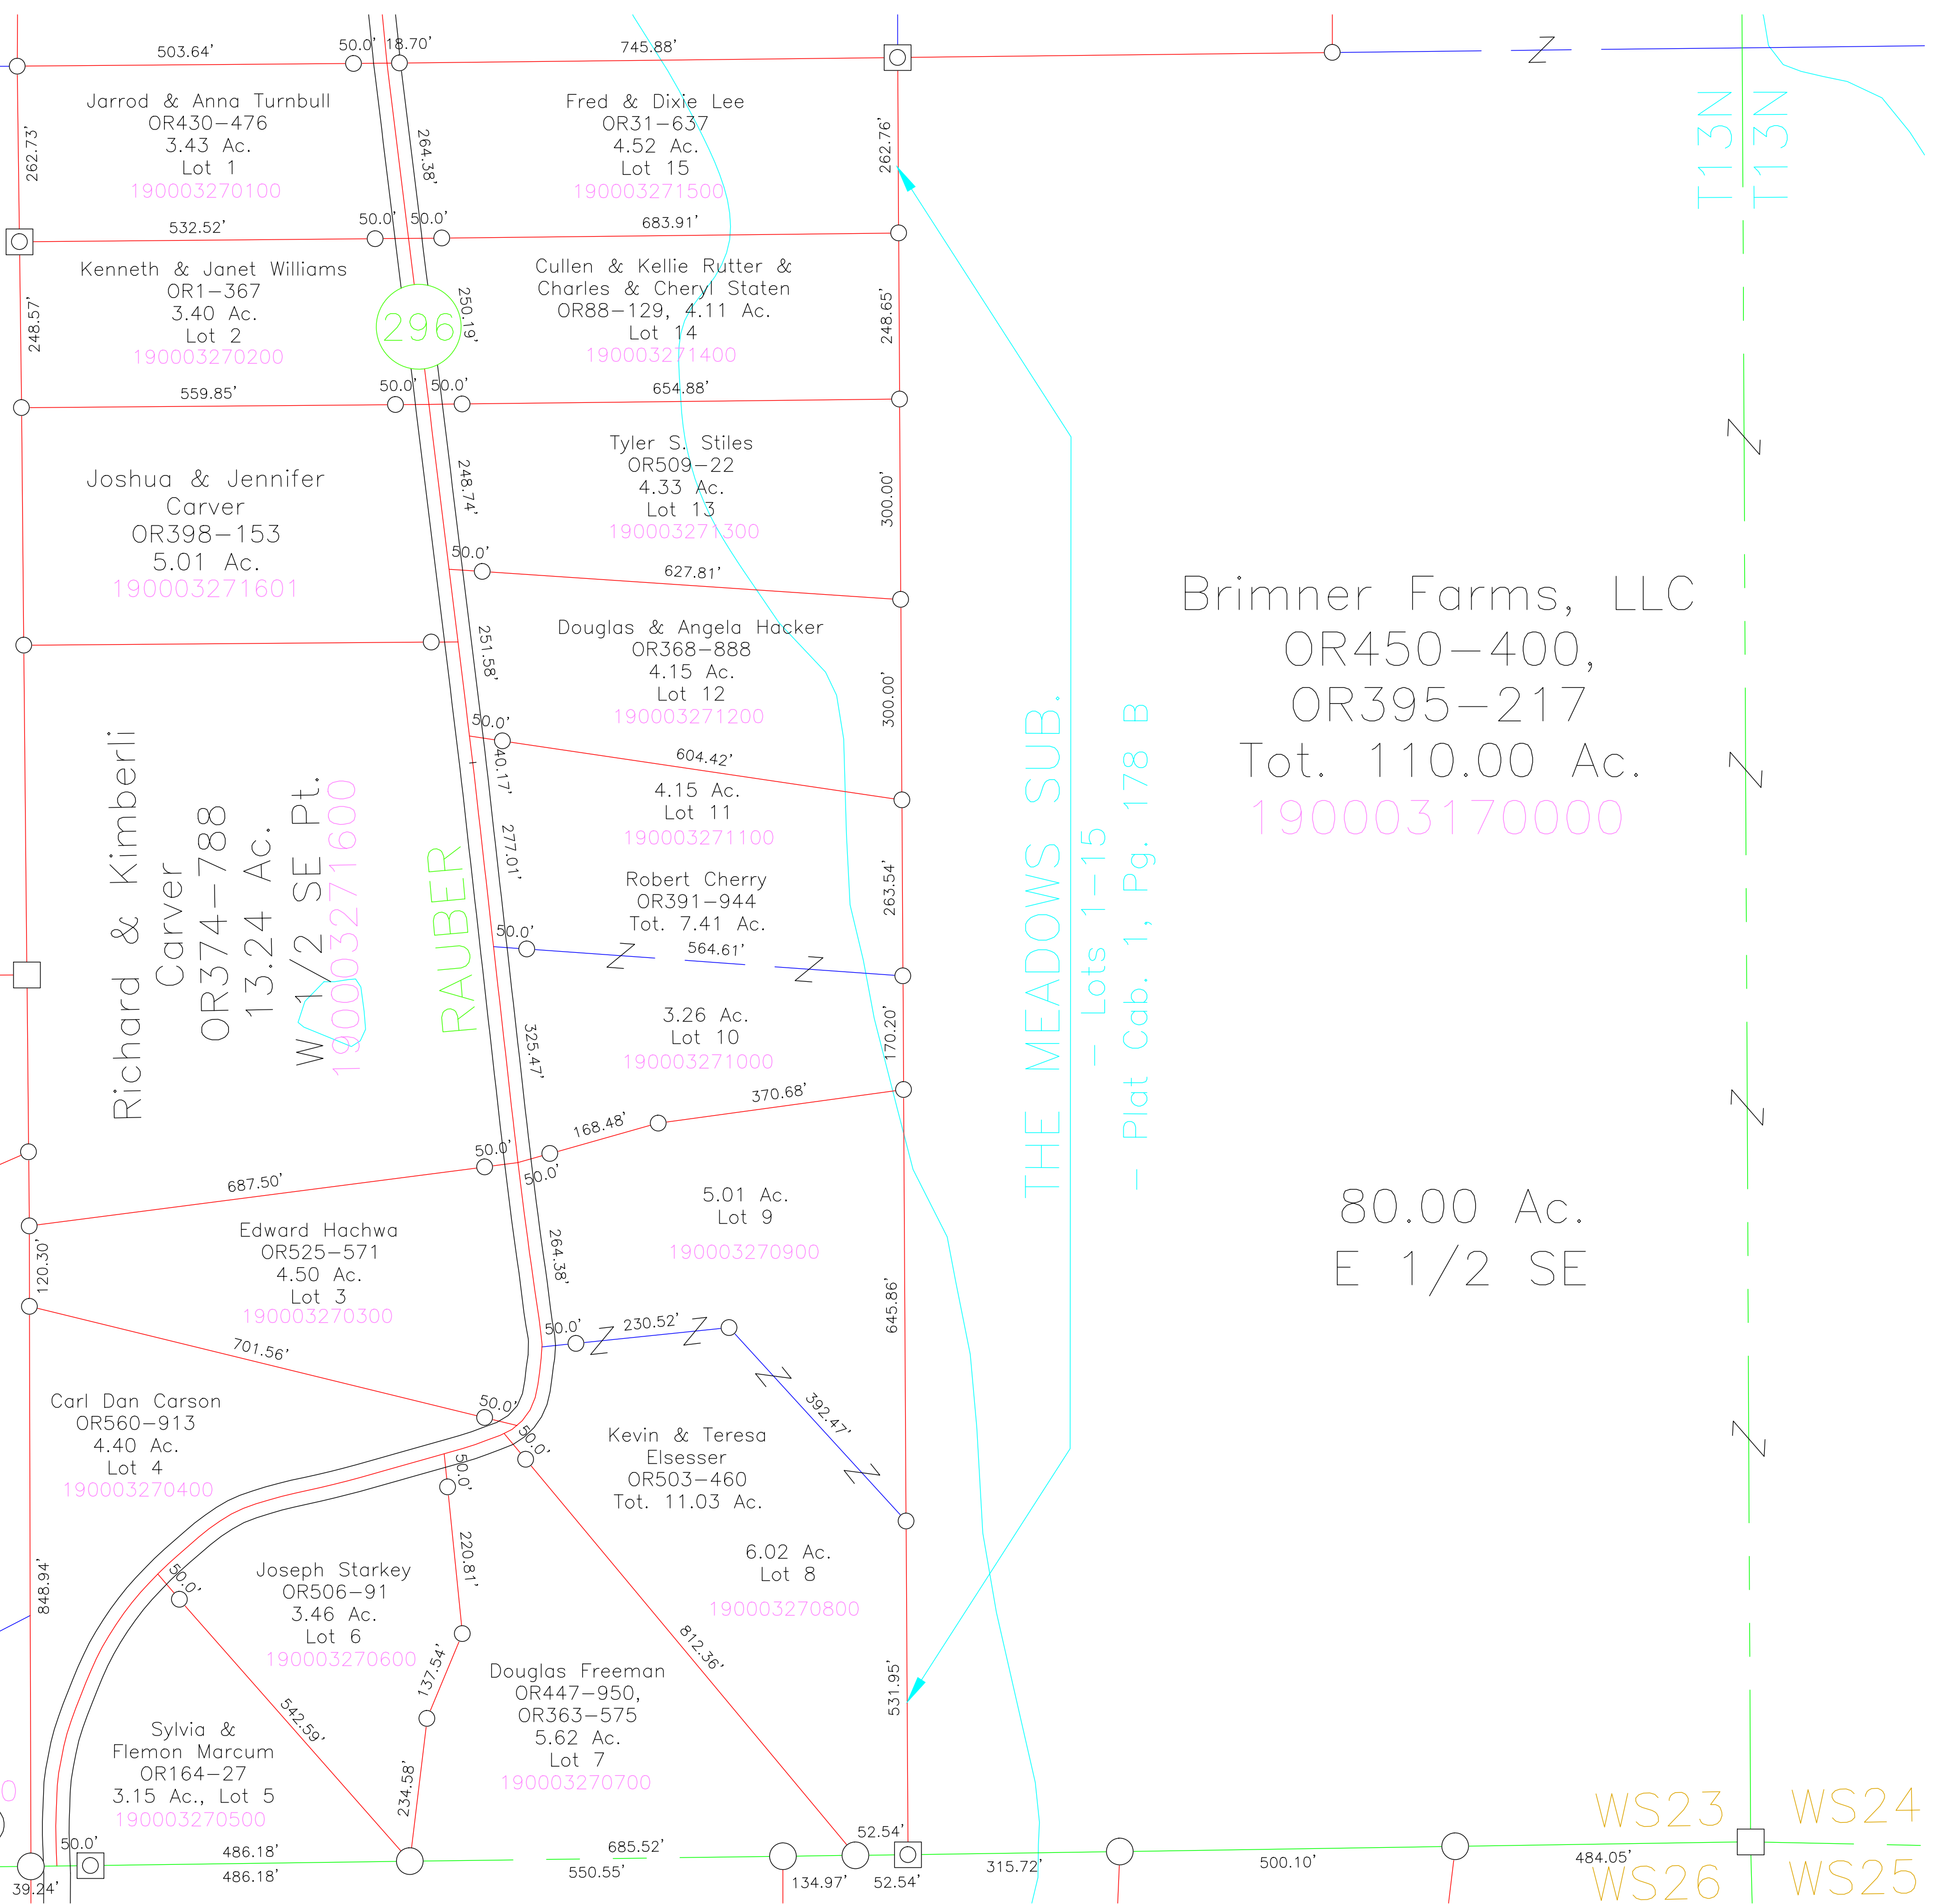 503.64'
50.0'
18.70'
745.88'
Jarrod & Anna Turnbull
OR430-476
3.43 Ac.
Lot 1
190003270100
262.73'
264.38'
Fred & Dixie Lee
OR31-637
4.52 Ac.
Lot 15
190003271500
262.76'
T13N
T13N
532.52'
50.0'
50.0'
683.91'
Kenneth & Janet Williams
OR1-367
3.40 Ac.
Lot 2
190003270200
248.57'
296
250.19'
Cullen & Kellie Rutter &
Charles & Cheryl Staten
OR88-129, 4.11 Ac.
Lot 14
190003271400
248.65'
559.85'
50.0'
50.0'
654.88'
Joshua & Jennifer
Carver
OR398-153
5.01 Ac.
190003271601
248.74'
Tyler S. Stiles
OR509-22
4.33 Ac.
Lot 13
190003271300
300.00'
50.0'
627.81'
251.58'
Douglas & Angela Hacker
OR368-888
4.15 Ac.
Lot 12
190003271200
300.00'
50.0'
604.42'
40.17'
277.01'
4.15 Ac.
Lot 11
190003271100
Robert Cherry
OR391-944
Tot. 7.41 Ac.
263.54'
50.0'
564.61'
Richard & Kimberli
Carver
OR374-788
13.24 Ac.
W 1/2 SE Pt.
190003271600
RAUBER
325.47'
3.26 Ac.
Lot 10
190003271000
170.20'
THE MEADOWS SUB.
- Lots 1-15
- Plat Cab. 1, Pg. 178 B
Brimner Farms, LLC
OR450-400,
OR395-217
Tot. 110.00 Ac.
190003170000
80.00 Ac.
E 1/2 SE
687.50'
50.0'
50.0'
168.48'
370.68'
Edward Hachwa
OR525-571
4.50 Ac.
Lot 3
190003270300
120.30'
264.38'
5.01 Ac.
Lot 9
190003270900
645.86'
701.56'
50.0'
50.0'
230.52'
392.47'
Carl Dan Carson
OR560-913
4.40 Ac.
Lot 4
190003270400
848.94'
50.0'
50.0'
Kevin & Teresa
Elsesser
OR503-460
Tot. 11.03 Ac.
6.02 Ac.
Lot 8
190003270800
531.95'
812.36'
50.0'
220.81'
137.54'
234.58'
Joseph Starkey
OR506-91
3.46 Ac.
Lot 6
190003270600
542.59'
Douglas Freeman
OR447-950,
OR363-575
5.62 Ac.
Lot 7
190003270700
Sylvia &
Flemon Marcum
OR164-27
3.15 Ac., Lot 5
190003270500
0
50.0'
486.18'
685.52'
52.54'
39.24'
486.18'
550.55'
134.97'
52.54'
315.72'
500.10'
484.05'
WS23
WS24
WS26
WS25